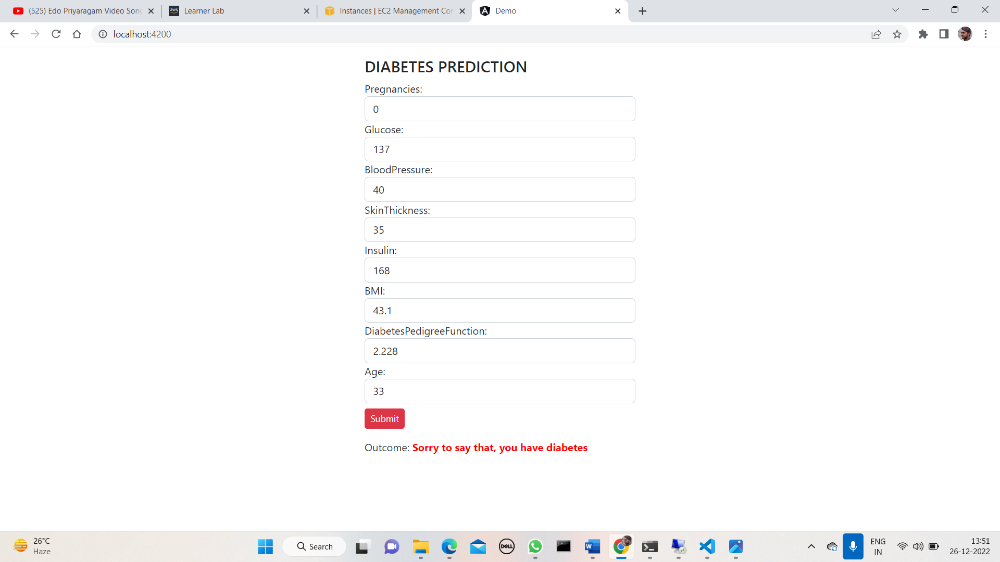 (525) Edo Priyaragam Video Song
Learner Lab
Instances | EC2 Management Con
Demo
localhost:4200
DIABETES PREDICTION
Pregnancies:
0
Glucose:
137
BloodPressure:
40
SkinThickness:
35
Insulin:
168
BMI:
43.1
DiabetesPedigreeFunction:
2.228
Age:
33
Submit
Outcome: Sorry to say that, you have diabetes
26°C
Haze
Search
DELL
ENG
IN
13:51
26-12-2022